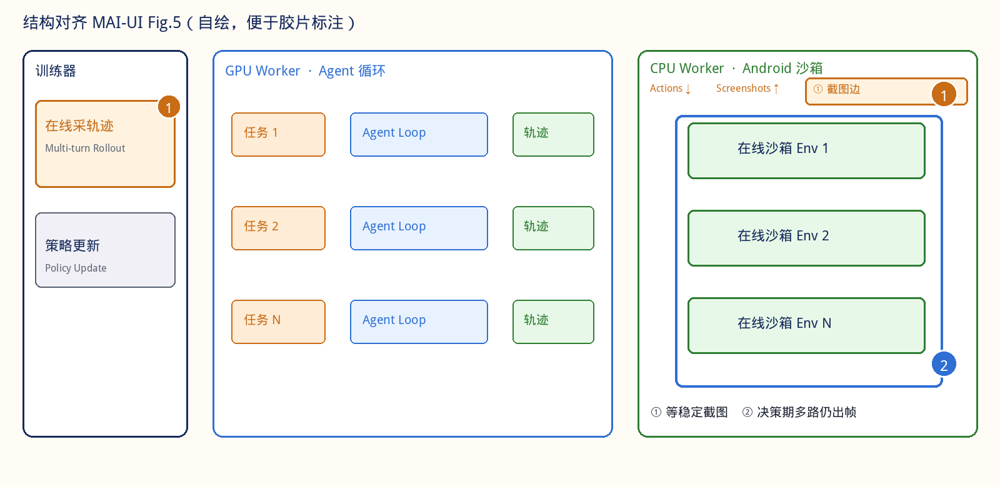 结构对齐 MAI-UI Fig.5（自绘，便于胶片标注）
训练器
1
在线采轨迹
Multi-turn Rollout
策略更新
Policy Update
GPU Worker · Agent 循环
任务 1
Agent Loop
轨迹
任务 2
Agent Loop
轨迹
任务 N
Agent Loop
轨迹
CPU Worker · Android 沙箱
Actions↓
Screenshots↑
① 截图边
1
在线沙箱 Env 1
在线沙箱 Env 2
在线沙箱 Env N
2
① 等稳定截图 ② 决策期多路仍出帧